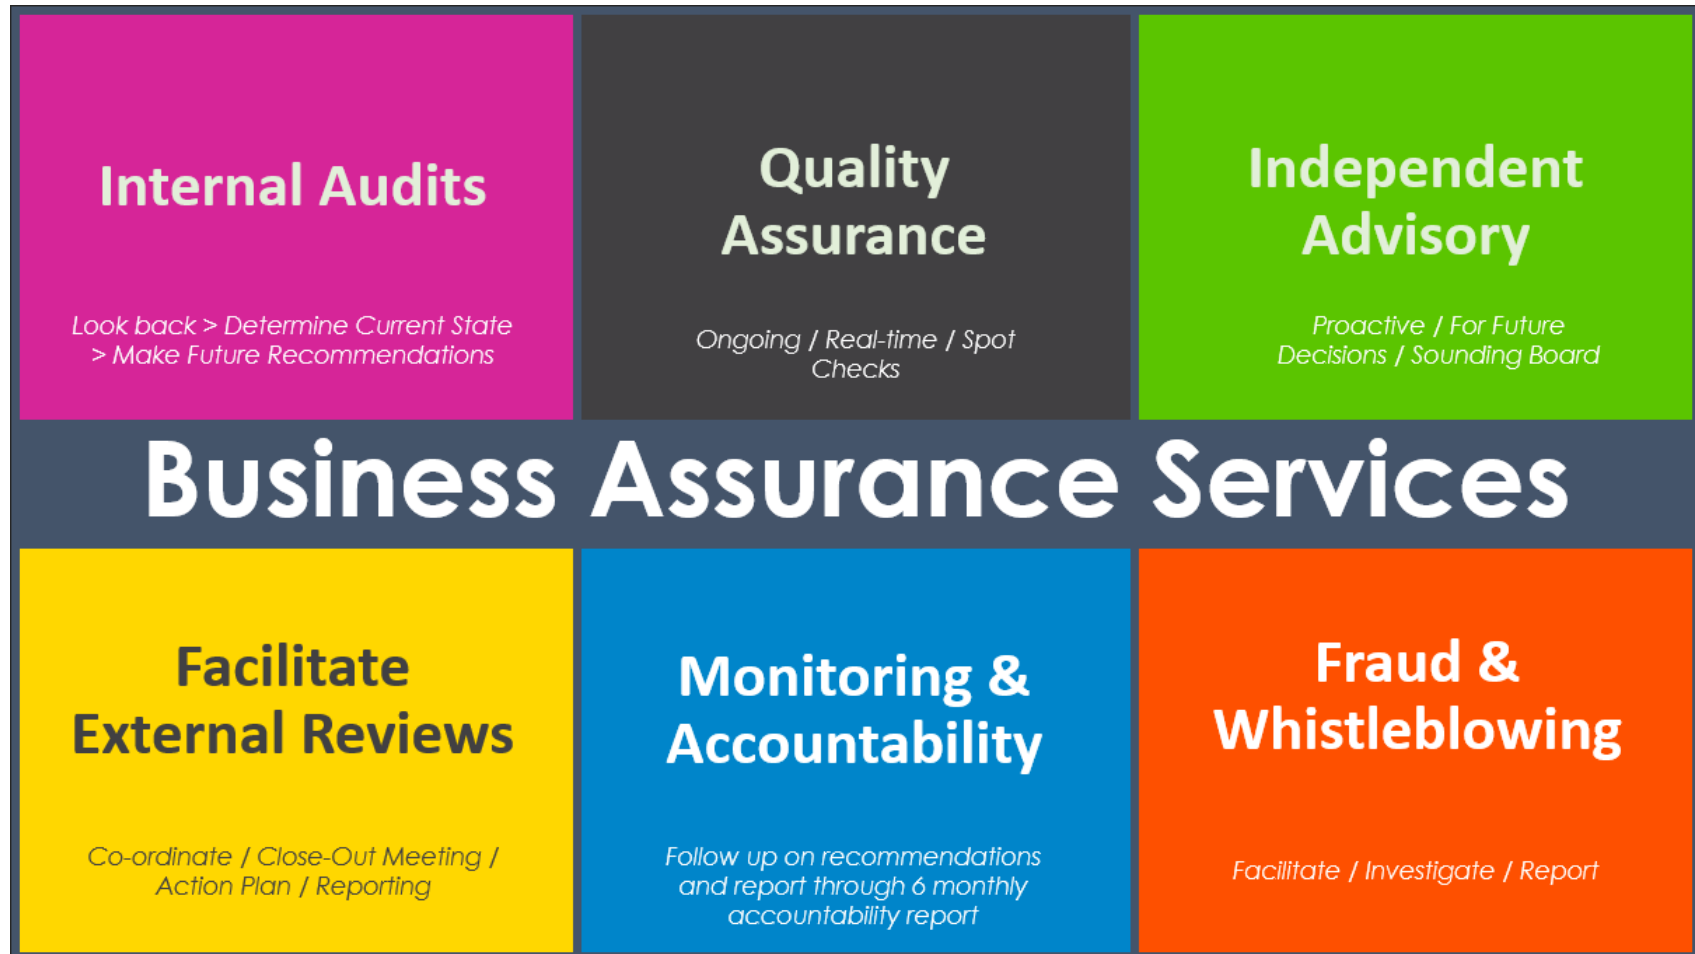 Internal Audits
Look back > Determine Current State
> Make Future Recommendations
Quality
Assurance
Ongoing / Real-time / Spot
Checks
Independent
Advisory
Proactive / For Future
Decisions / Sounding Board
Business Assurance Services
Facilitate
External Reviews
Co-ordinate / Close-Out Meeting /
Action Plan / Reporting
Monitoring &
Accountability
Follow up on recommendations
and report through 6 monthly
accountability report
Fraud &
Whistleblowing
Facilitate / Investigate / Report